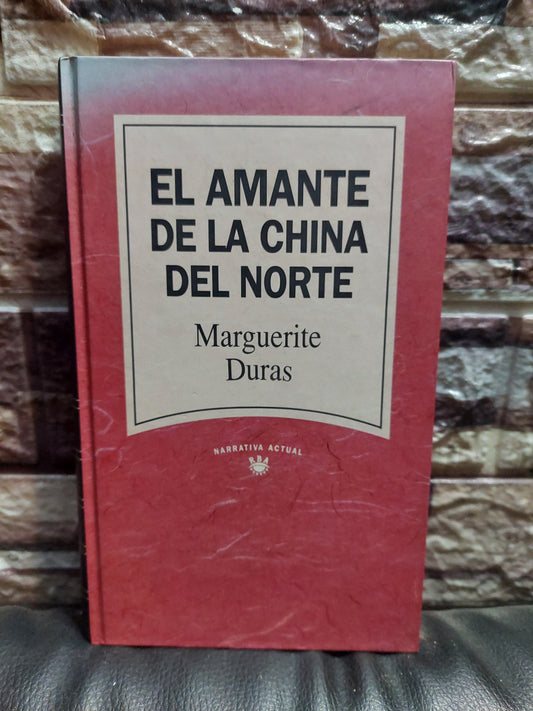 EL AMANTE
DE LA CHINA
DEL NORTE
Marguerite
Duras
NARRATIVA ACTUAL
RBA